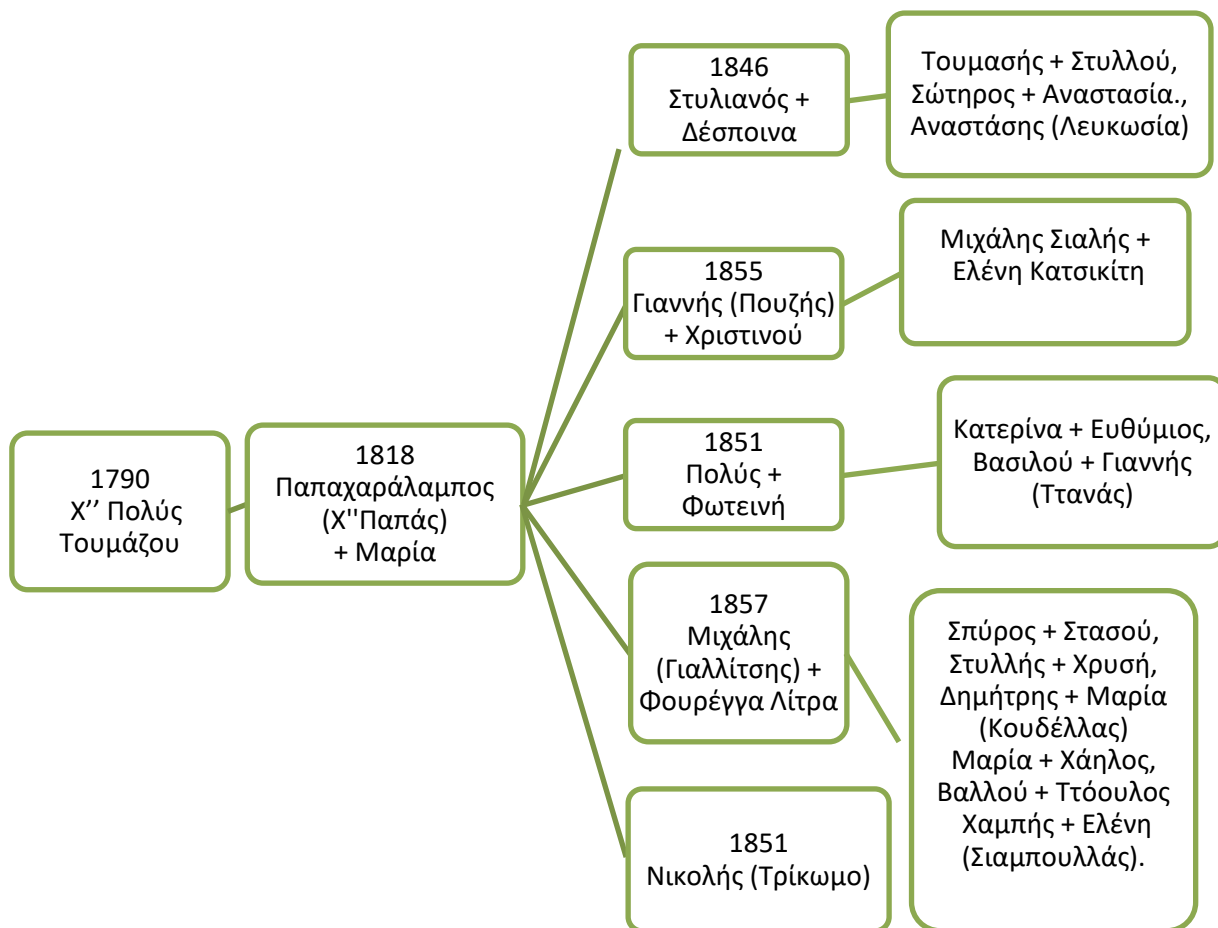 1790
Χ’’ Πολύς
Τουμάζου
1818
Παπαχαράλαμπος
(Χ"Παπάς)
+ Μαρία
1846
Στυλιανός +
Δέσποινα
Τουμασής + Στυλλού,
Σώτηρος + Αναστασία.,
Αναστάσης (Λευκωσία)
1855
Γιαννής (Πουζής)
+ Χριστινού
Μιχάλης Σιαλής +
Ελένη Κατσικίτη
1851
Πολύς +
Φωτεινή
Κατερίνα + Ευθύμιος,
Βασιλού + Γιαννής
(Ττανάς)
1857
Μιχάλης
(Γιαλλίτσης) +
Φουρέγγα Λίτρα
Σπύρος + Στασού,
Στυλλής + Χρυσή,
Δημήτρης + Μαρία
(Κουδέλλας)
Μαρία + Χάηλος,
Βαλλού + Ττόουλος
Χαμπής + Ελένη
(Σιαμπουλλάς).
1851
Νικολής (Τρίκωμο)